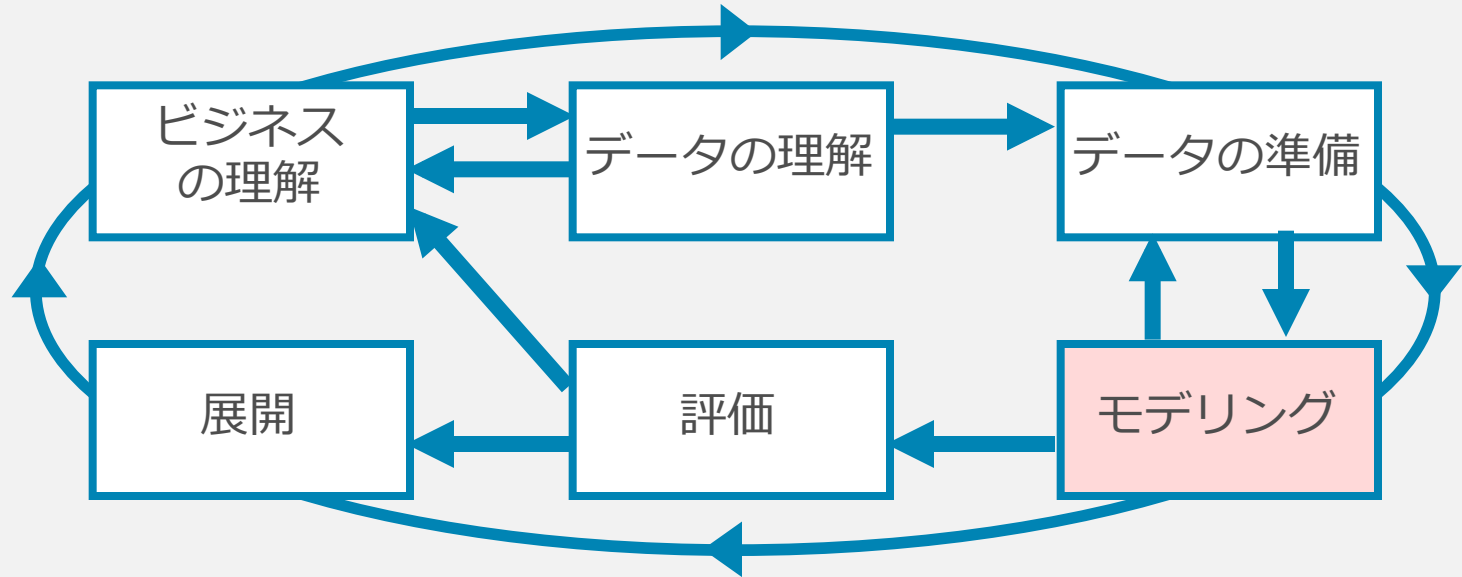 ビジネス
の理解
データの理解
データの準備
展開
評価
モデリング